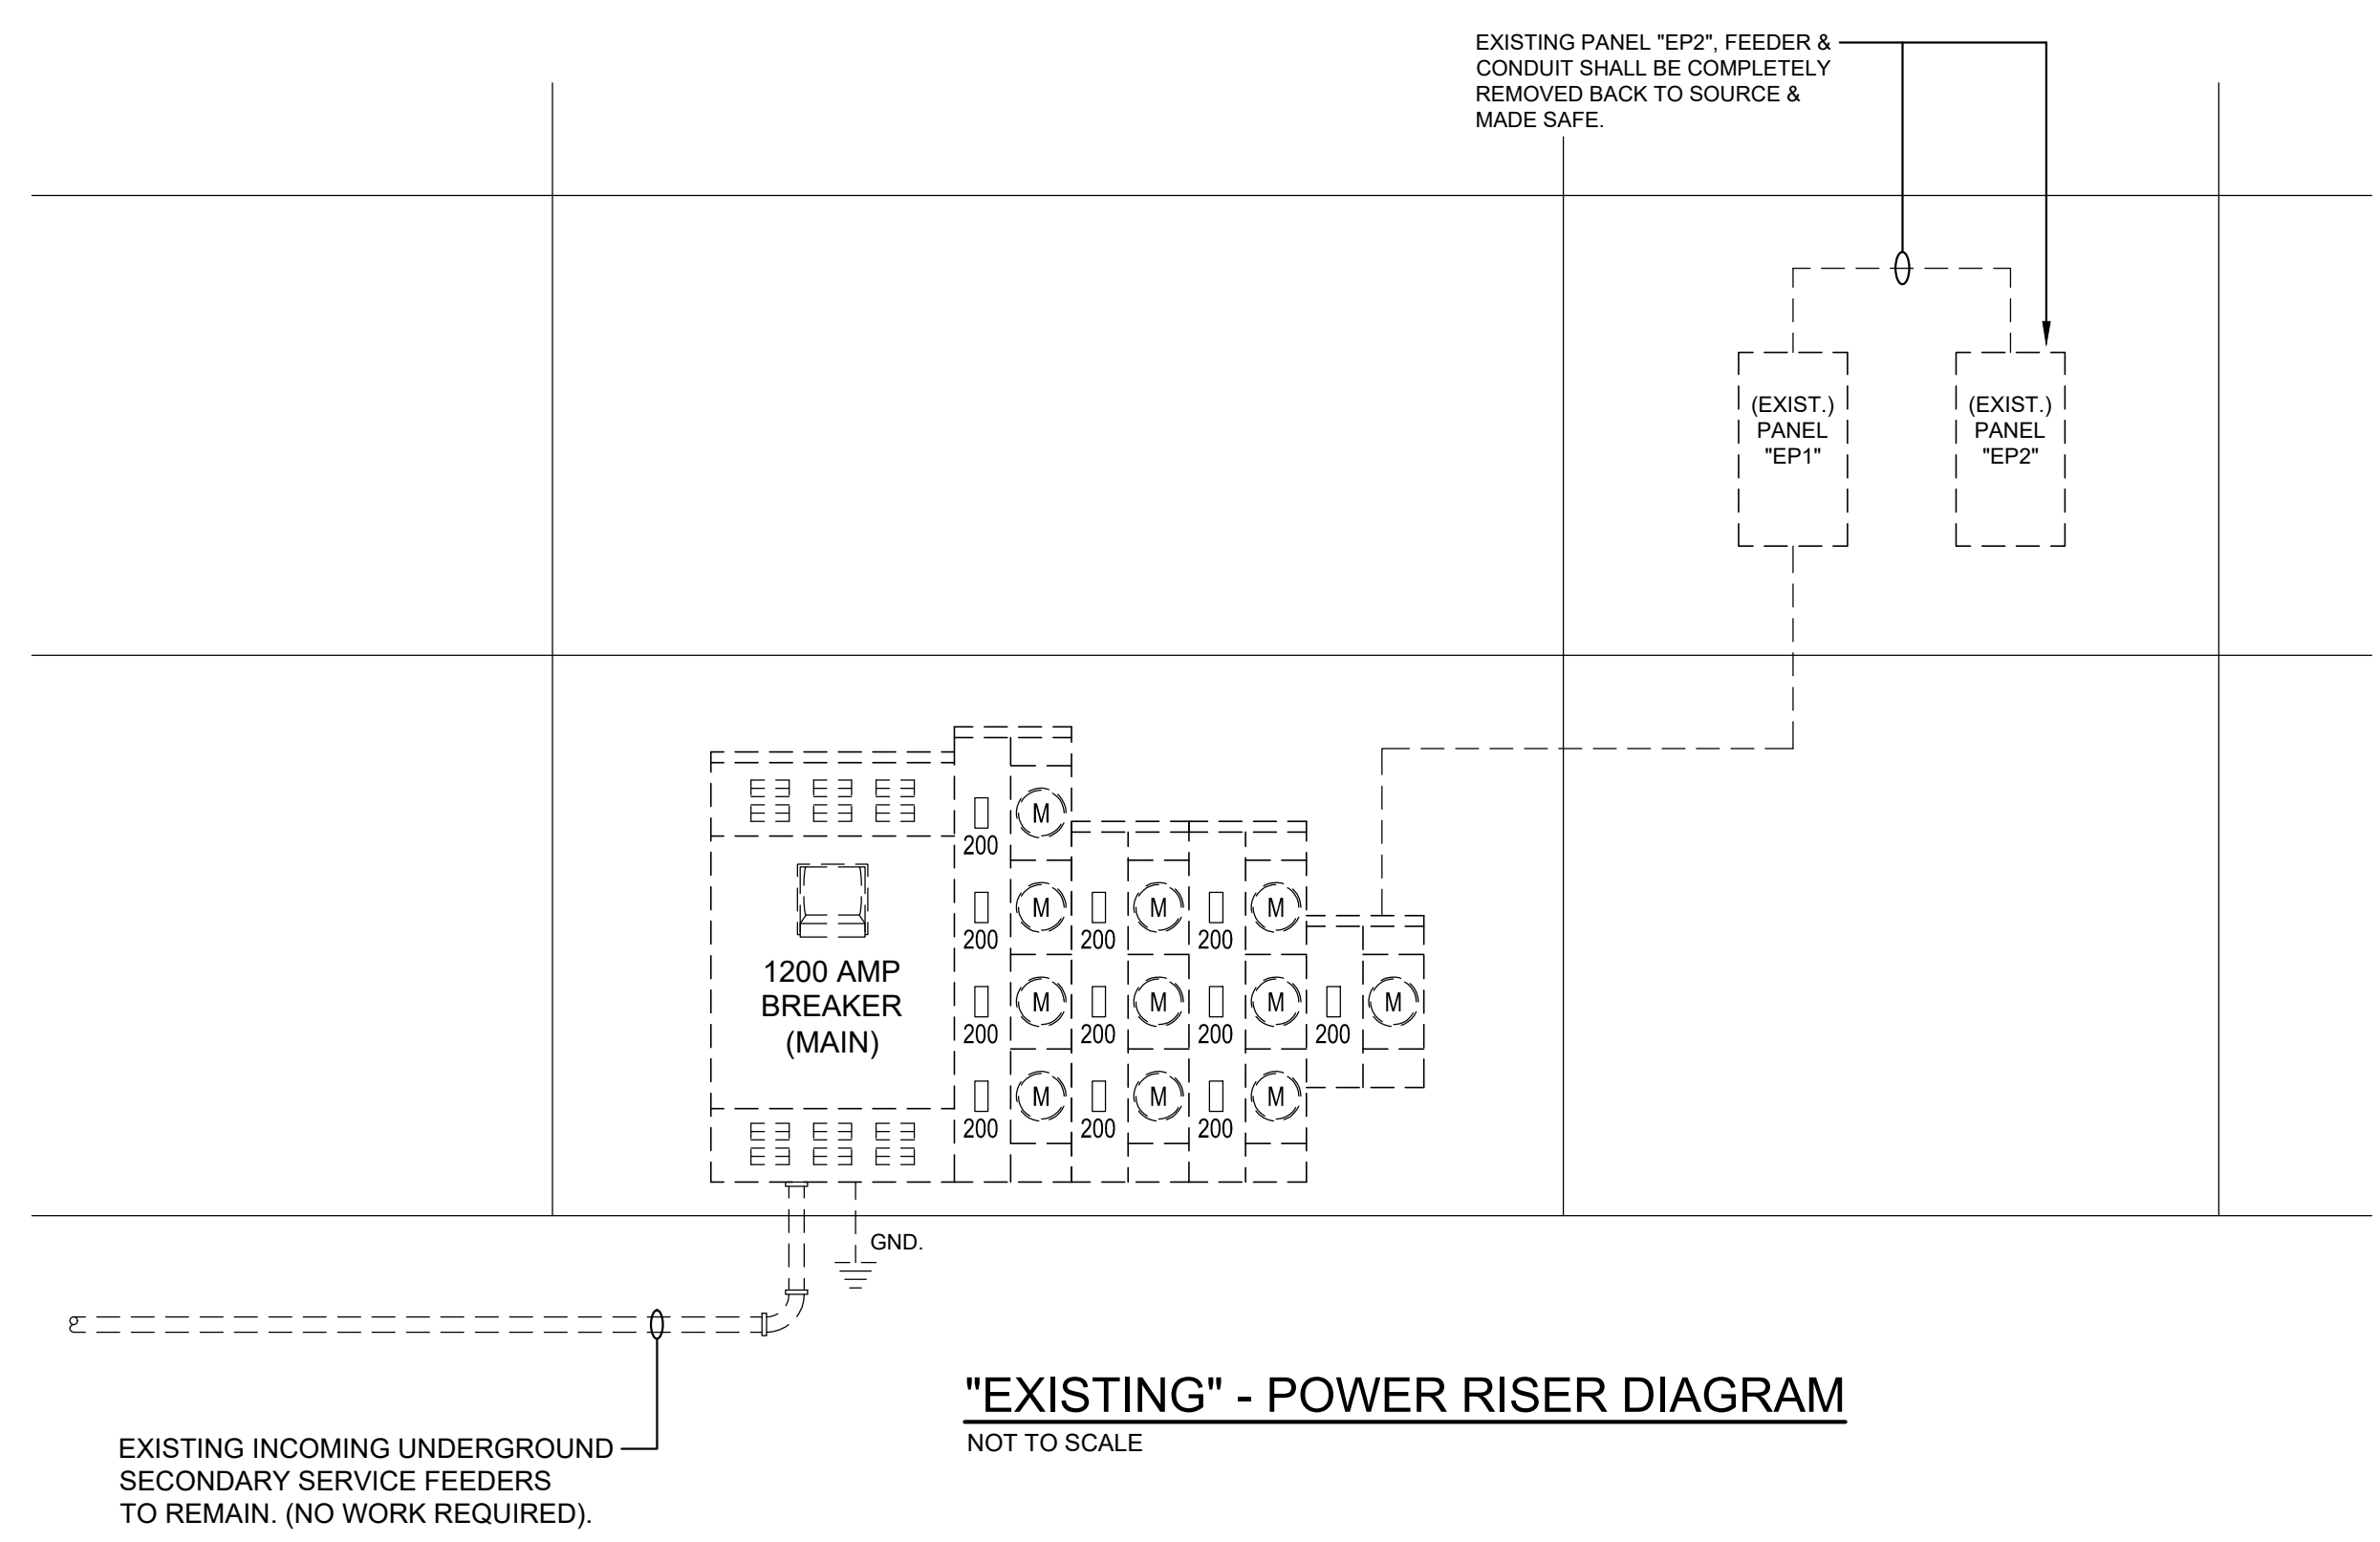 EXISTING PANEL "EP2", FEEDER &
CONDUIT SHALL BE COMPLETELY
REMOVED BACK TO SOURCE &
MADE SAFE.
(EXIST.)
PANEL
"EP1"
(EXIST.)
PANEL
"EP2"
M
200
M
M
M
200
200
200
M
M
M
M
200
200
200
200
1200 AMP
BREAKER
(MAIN)
M
M
M
200
200
200
GND.
"EXISTING" - POWER RISER DIAGRAM
NOT TO SCALE
EXISTING INCOMING UNDERGROUND
SECONDARY SERVICE FEEDERS
TO REMAIN. (NO WORK REQUIRED).